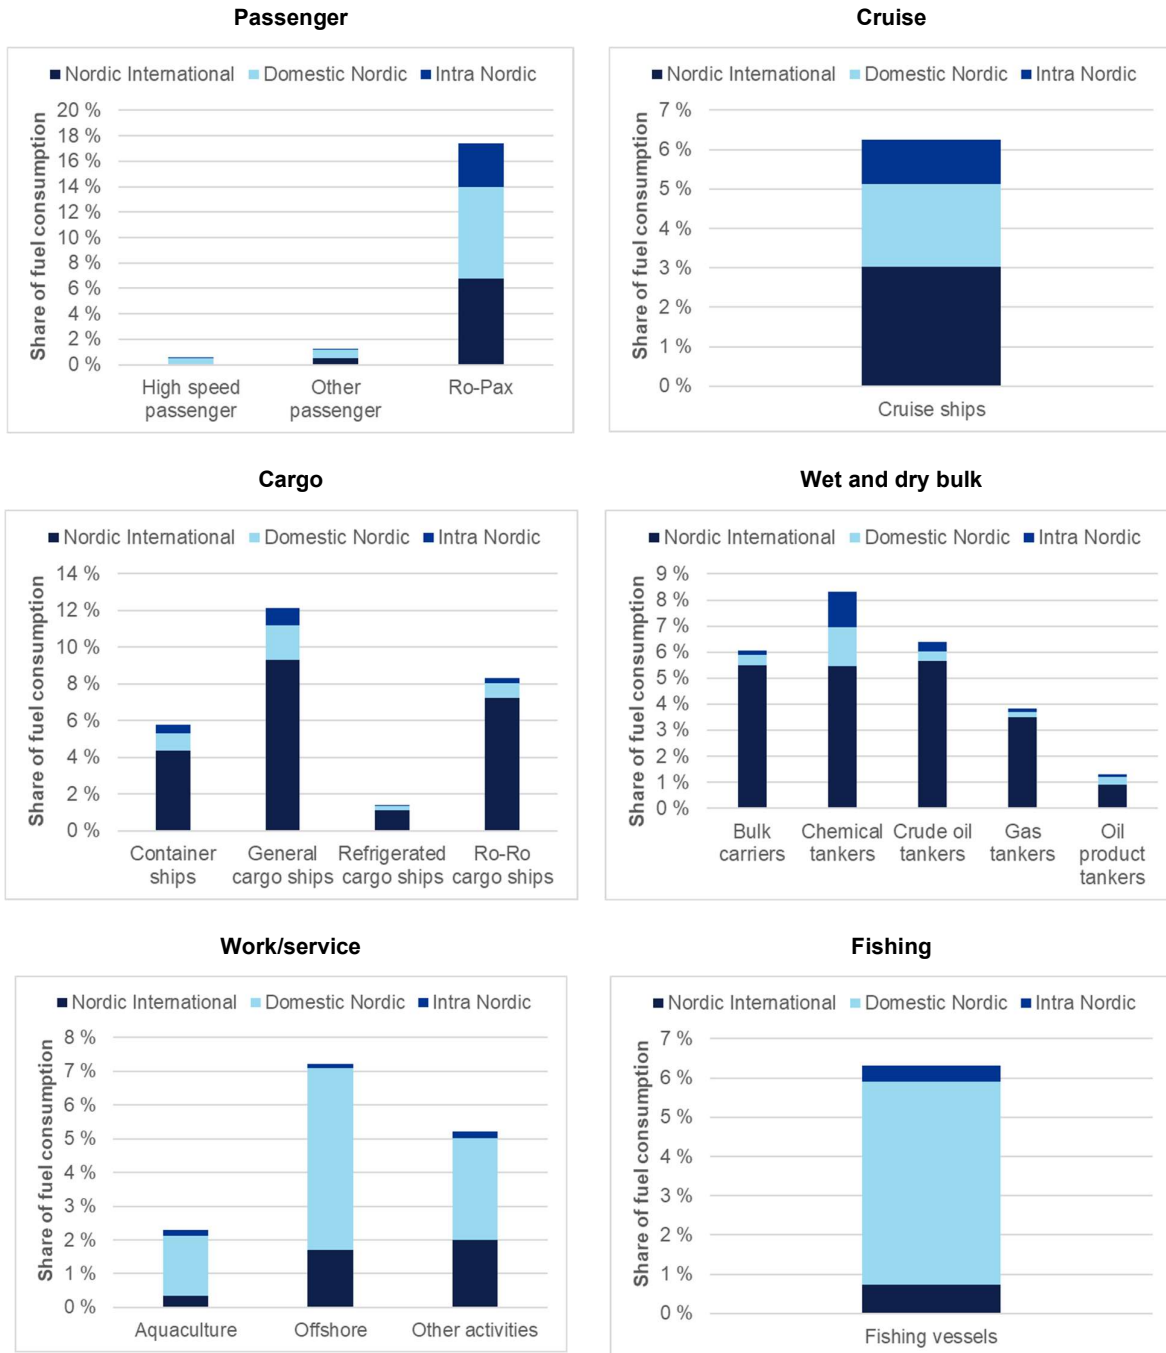 Passenger
Nordic International Domestic Nordic Intra Nordic
Share of fuel consumption
20 %
18 %
16 %
14 %
12 %
10 %
8 %
6 %
4 %
2 %
0 %
High speed passenger
Other passenger
Ro-Pax
Cruise
Nordic International Domestic Nordic Intra Nordic
Share of fuel consumption
7 %
6 %
5 %
4 %
3 %
2 %
1 %
0 %
Cruise ships
Cargo
Nordic International Domestic Nordic Intra Nordic
Share of fuel consumption
14 %
12 %
10 %
8 %
6 %
4 %
2 %
0 %
Container ships
General cargo ships
Refrigerated cargo ships
Ro-Ro cargo ships
Wet and dry bulk
Nordic International Domestic Nordic Intra Nordic
Share of fuel consumption
9 %
8 %
7 %
6 %
5 %
4 %
3 %
2 %
1 %
0 %
Bulk carriers
Chemical tankers
Crude oil tankers
Gas tankers
Oil product tankers
Work/service
Nordic International Domestic Nordic Intra Nordic
Share of fuel consumption
8 %
7 %
6 %
5 %
4 %
3 %
2 %
1 %
0 %
Aquaculture
Offshore
Other activities
Fishing
Nordic International Domestic Nordic Intra Nordic
Share of fuel consumption
7 %
6 %
5 %
4 %
3 %
2 %
1 %
0 %
Fishing vessels